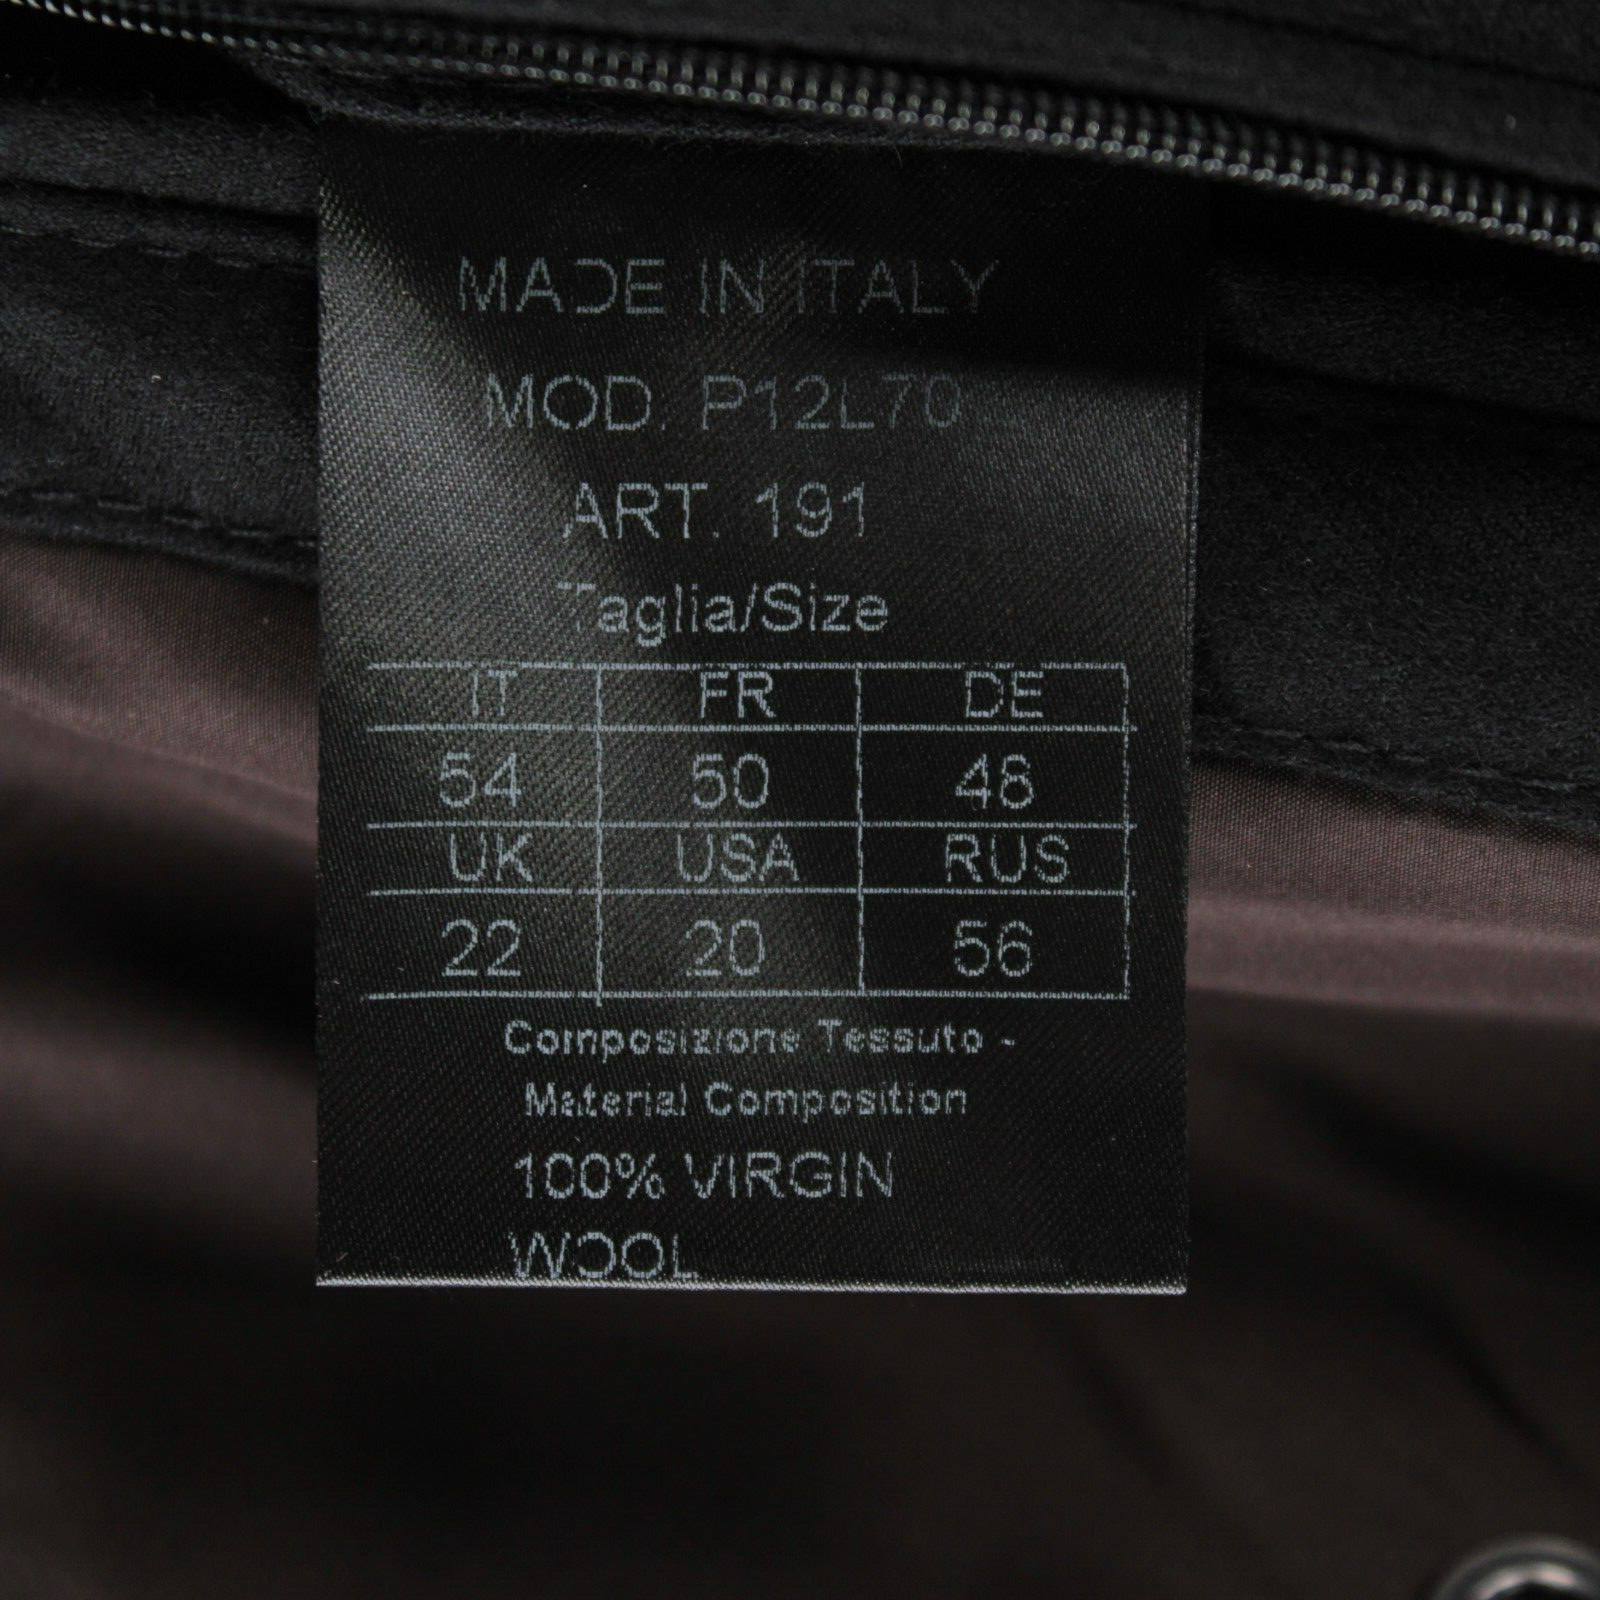 MADE IN ITALY
MOD. P12L70
ART. 191
Taglia/Size
IT FR DE
54 50 48
UK USA RUS
22 20 56
Composizione Tessuto -
Material Composition
100% VIRGIN
WOOL